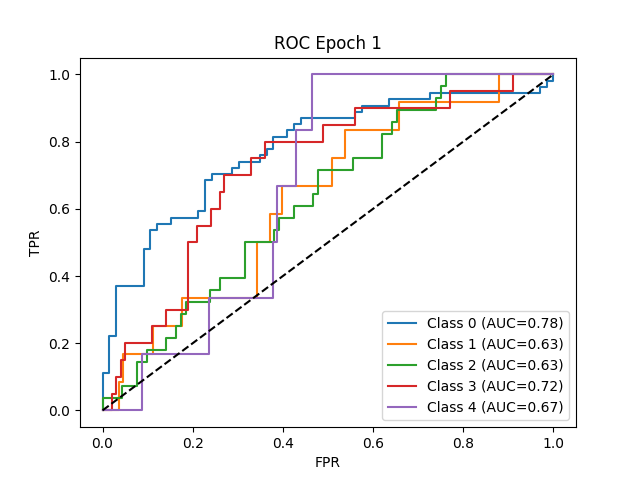 ROC Epoch 1
TPR
1.0
0.8
0.6
0.4
0.2
0.0
Class 0 (AUC=0.78)
Class 1 (AUC=0.63)
Class 2 (AUC=0.63)
Class 3 (AUC=0.72)
Class 4 (AUC=0.67)
0.0 0.2 0.4 0.6 0.8 1.0
FPR